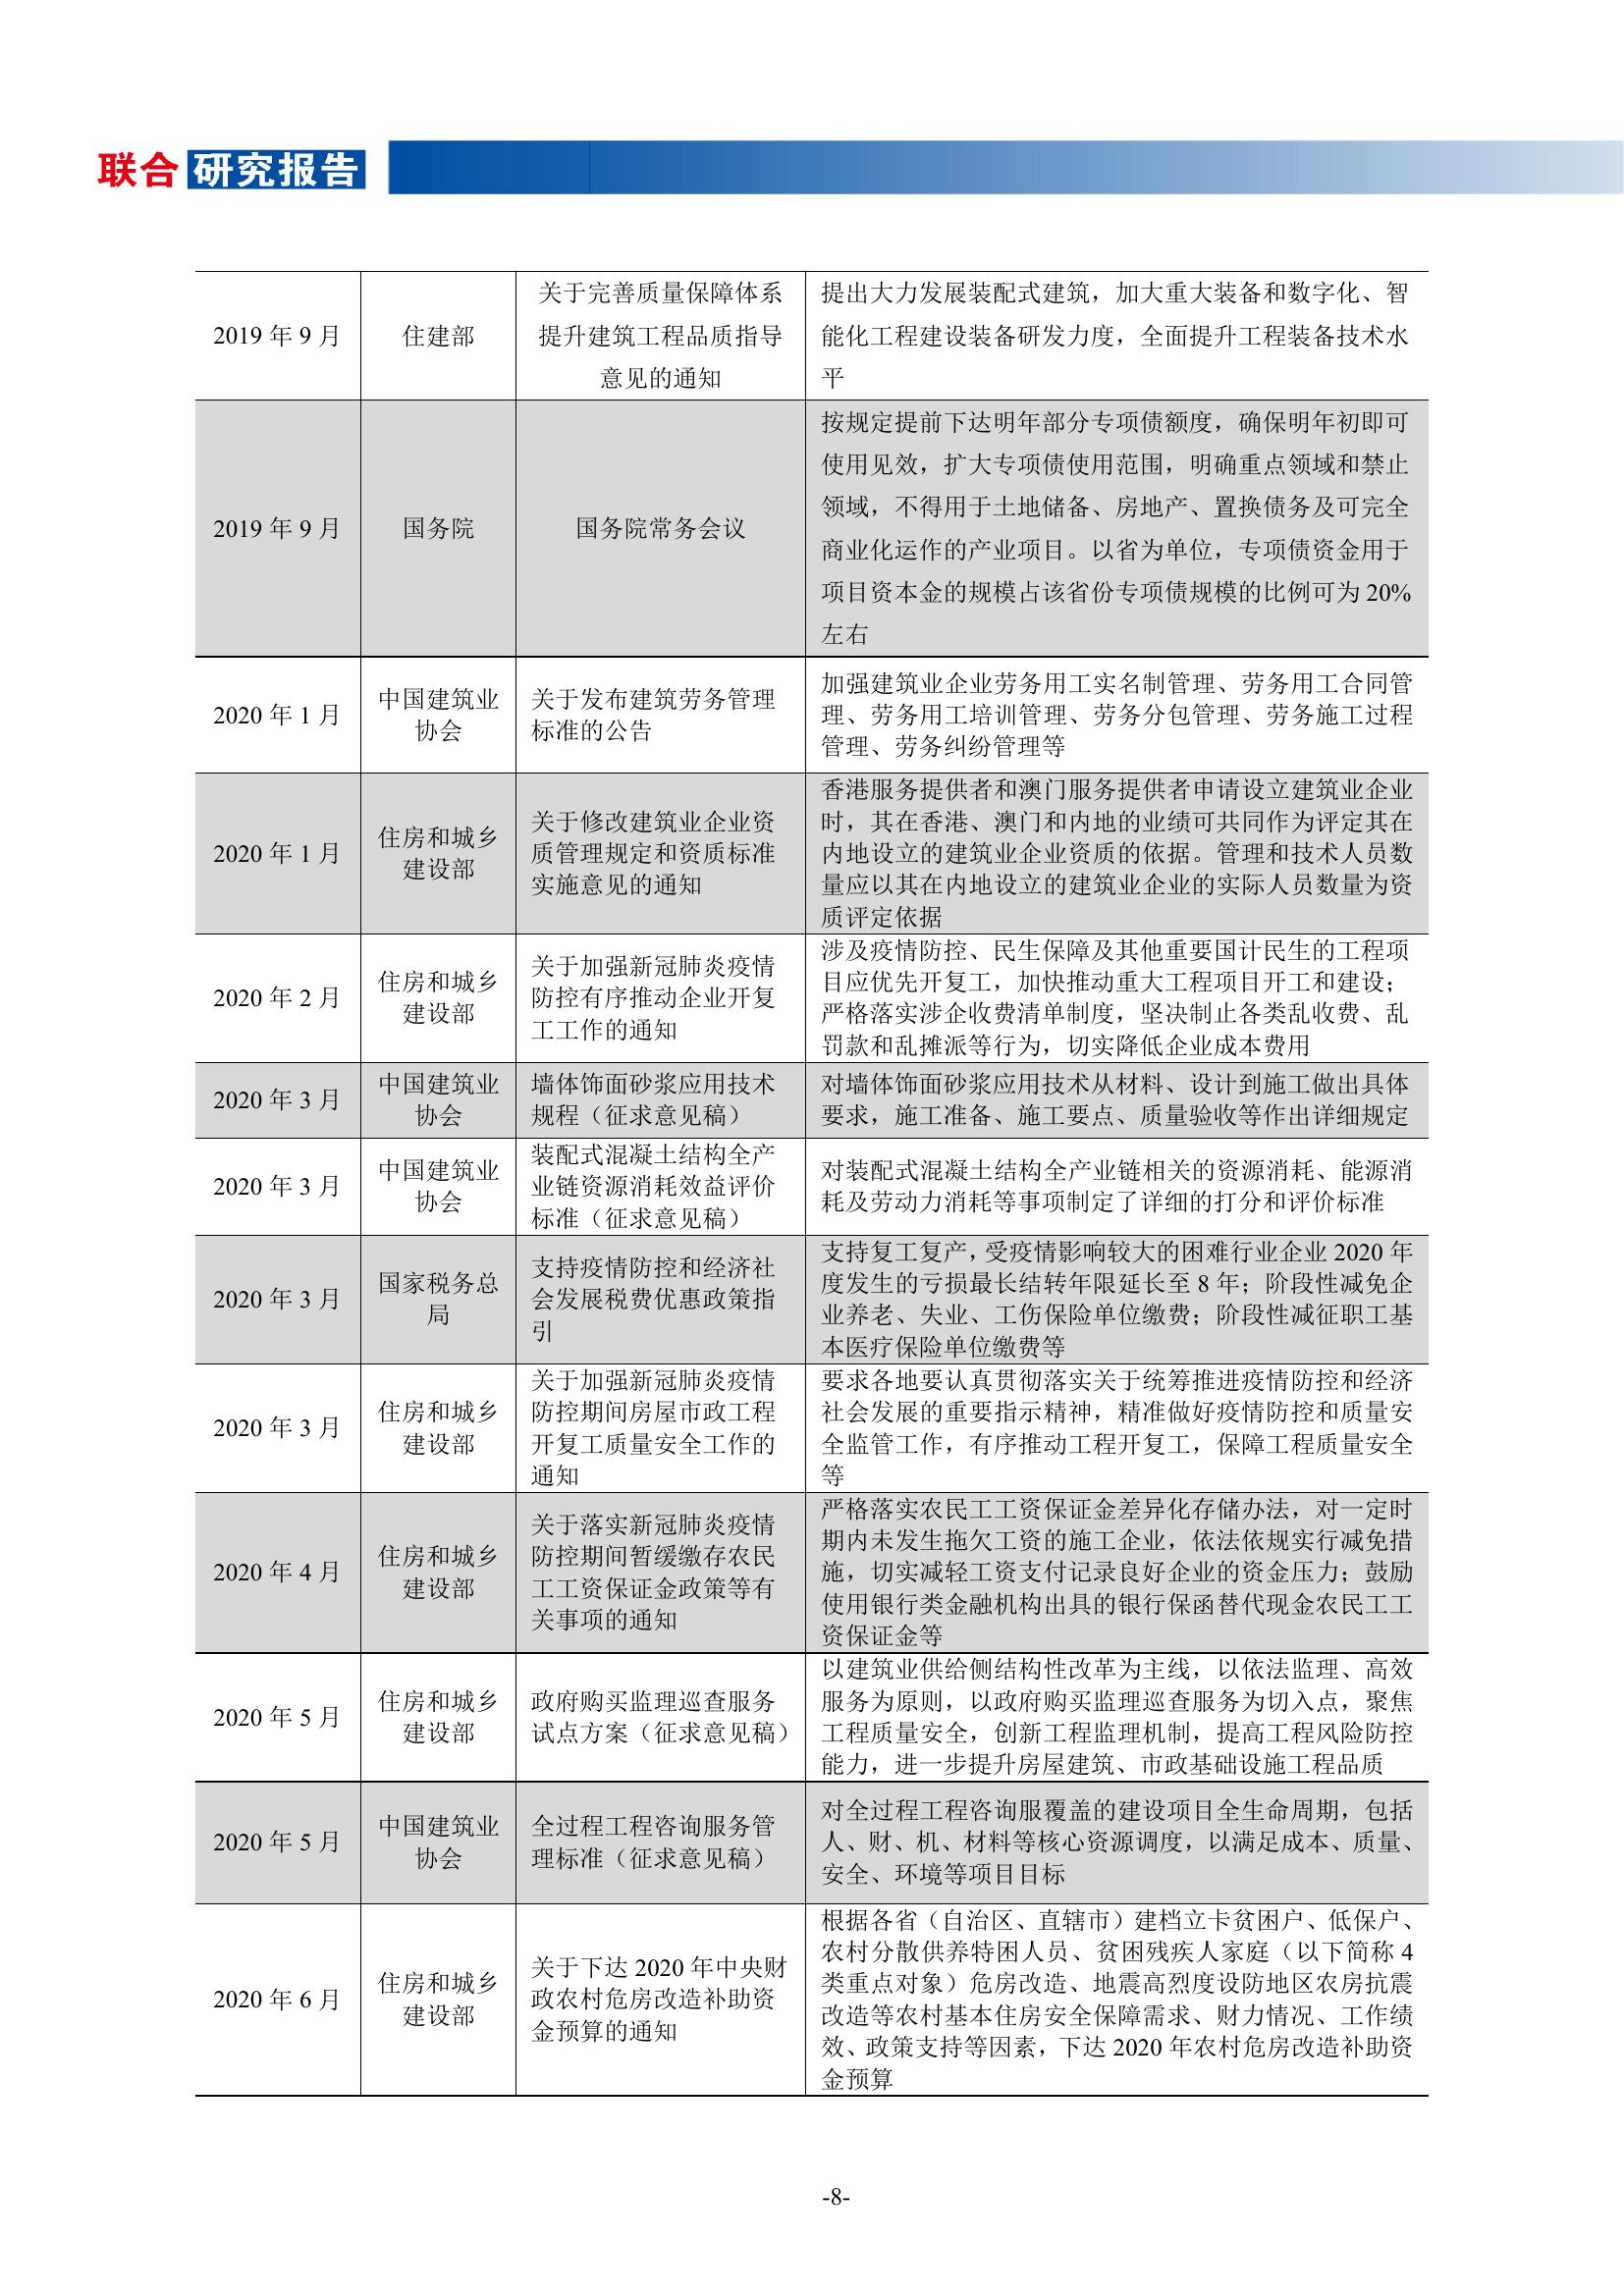 联合 研究报告
2019 年 9 月
住建部
关于完善质量保障体系
提升建筑工程品质指导
意见的通知
提出大力发展装配式建筑，加大重大装备和数字化、智
能化工程建设装备研发力度，全面提升工程装备技术水
平
2019 年 9 月
国务院
国务院常务会议
按规定提前下达明年部分专项债额度，确保明年初即可
使用见效，扩大专项债使用范围，明确重点领域和禁止
领域，不得用于土地储备、房地产、置换债务及可完全
商业化运作的产业项目。以省为单位，专项债资金用于
项目资本金的规模占该省份专项债规模的比例可为 20%
左右
2020 年 1 月
中国建筑业
协会
关于发布建筑劳务管理
标准的公告
加强建筑业企业劳务用工实名制管理、劳务用工合同管
理、劳务用工培训管理、劳务分包管理、劳务施工过程
管理、劳务纠纷管理等
2020 年 1 月
住房和城乡
建设部
关于修改建筑业企业资
质管理规定和资质标准
实施意见的通知
香港服务提供者和澳门服务提供者申请设立建筑业企业
时，其在香港、澳门和内地的业绩可共同作为评定其在
内地设立的建筑业企业资质的依据。管理和技术人员数
量应以其在内地设立的建筑业企业的实际人员数量为资
质评定依据
2020 年 2 月
住房和城乡
建设部
关于加强新冠肺炎疫情
防控有序推动企业开复
工工作的通知
涉及疫情防控、民生保障及其他重要国计民生的工程项
目应优先开复工，加快推动重大工程项目开工和建设；
严格落实涉企收费清单制度，坚决制止各类乱收费、乱
罚款和乱摊派等行为，切实降低企业成本费用
2020 年 3 月
中国建筑业
协会
墙体饰面砂浆应用技术
规程（征求意见稿）
对墙体饰面砂浆应用技术从材料、设计到施工做出具体
要求，施工准备、施工要点、质量验收等作出详细规定
2020 年 3 月
中国建筑业
协会
装配式混凝土结构全产
业链资源消耗效益评价
标准（征求意见稿）
对装配式混凝土结构全产业链相关的资源消耗、能源消
耗及劳动力消耗等事项制定了详细的打分和评价标准
2020 年 3 月
国家税务总
局
支持疫情防控和经济社
会发展税费优惠政策指
引
支持复工复产，受疫情影响较大的困难行业企业 2020 年
度发生的亏损最长结转年限延长至 8 年；阶段性减免企
业养老、失业、工伤保险单位缴费；阶段性减征职工基
本医疗保险单位缴费等
2020 年 3 月
住房和城乡
建设部
关于加强新冠肺炎疫情
防控期间房屋市政工程
开复工质量安全工作的
通知
要求各地要认真贯彻落实关于统筹推进疫情防控和经济
社会发展的重要指示精神，精准做好疫情防控和质量安
全监管工作，有序推动工程开复工，保障工程质量安全
等
2020 年 4 月
住房和城乡
建设部
关于落实新冠肺炎疫情
防控期间暂缓缴存农民
工工资保证金政策等有
关事项的通知
严格落实农民工工资保证金差异化存储办法，对一定时
期内未发生拖欠工资的施工企业，依法依规实行减免措
施，切实减轻工资支付记录良好企业的资金压力；鼓励
使用银行类金融机构出具的银行保函替代现金农民工工
资保证金等
2020 年 5 月
住房和城乡
建设部
政府购买监理巡查服务
试点方案（征求意见稿）
以建筑业供给侧结构性改革为主线，以依法监理、高效
服务为原则，以政府购买监理巡查服务为切入点，聚焦
工程质量安全，创新工程监理机制，提高工程风险防控
能力，进一步提升房屋建筑、市政基础设施工程品质
2020 年 5 月
中国建筑业
协会
全过程工程咨询服务管
理标准（征求意见稿）
对全过程工程咨询服覆盖的建设项目全生命周期，包括
人、财、机、材料等核心资源调度，以满足成本、质量、
安全、环境等项目目标
2020 年 6 月
住房和城乡
建设部
关于下达 2020 年中央财
政农村危房改造补助资
金预算的通知
根据各省（自治区、直辖市）建档立卡贫困户、低保户、
农村分散供养特困人员、贫困残疾人家庭（以下简称 4
类重点对象）危房改造、地震高烈度设防地区农房抗震
改造等农村基本住房安全保障需求、财力情况、工作绩
效、政策支持等因素，下达 2020 年农村危房改造补助资
金预算
-8-